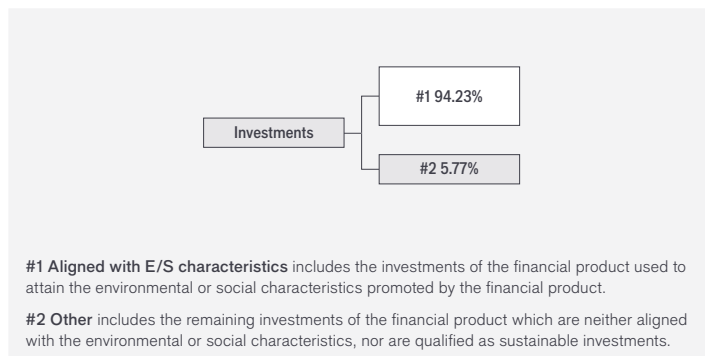 #1 94.23%
Investments
#2 5.77%
#1 Aligned with E/S characteristics includes the investments of the financial product used to
attain the environmental or social characteristics promoted by the financial product.
#2 Other includes the remaining investments of the financial product which are neither aligned
with the environmental or social characteristics, nor are qualified as sustainable investments.